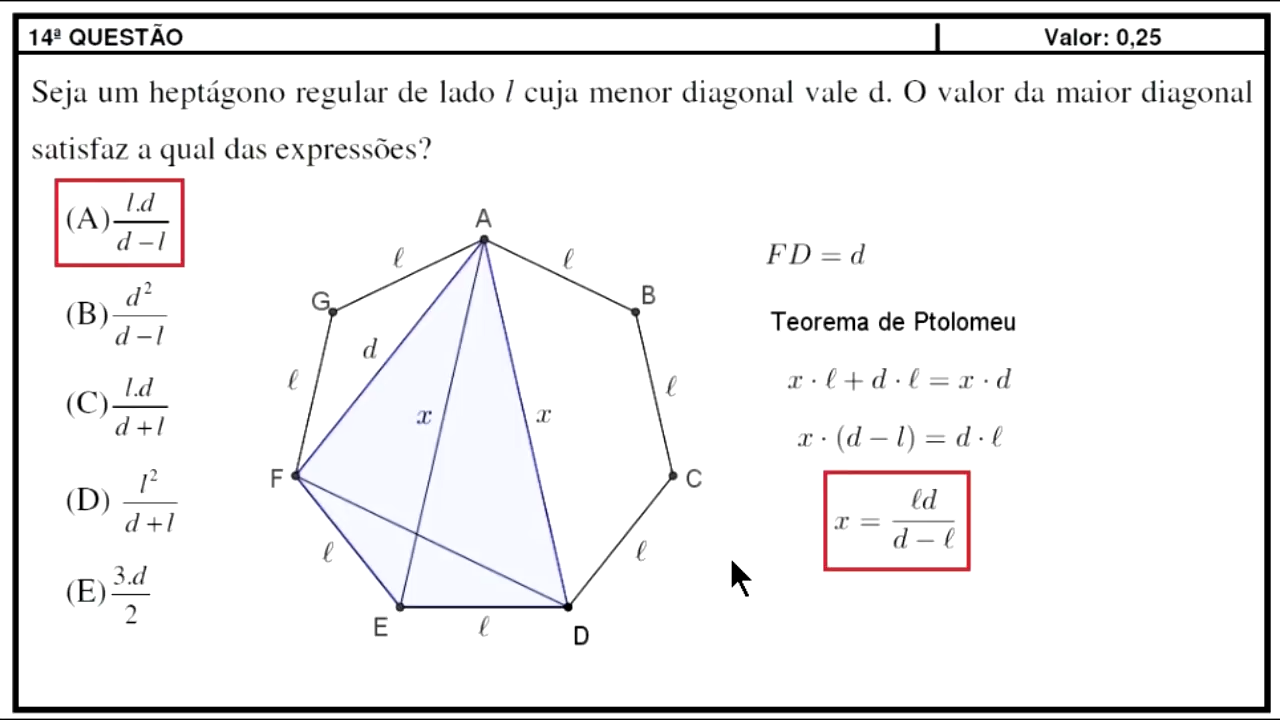 14ª QUESTÃO
Valor: 0,25
Seja um heptágono regular de lado l cuja menor diagonal vale d. O valor da maior diagonal
satisfaz a qual das expressões?
(A) l.d / d – l
(B) d² / d – l
(C) l.d / d + l
(D) l² / d + l
(E) 3.d / 2
A
ℓ
ℓ
G
B
d
ℓ
ℓ
x
x
F
C
ℓ
ℓ
E
ℓ
D
FD = d
Teorema de Ptolomeu
x · ℓ + d · ℓ = x · d
x · (d – l) = d · ℓ
x = ℓd / d – ℓ